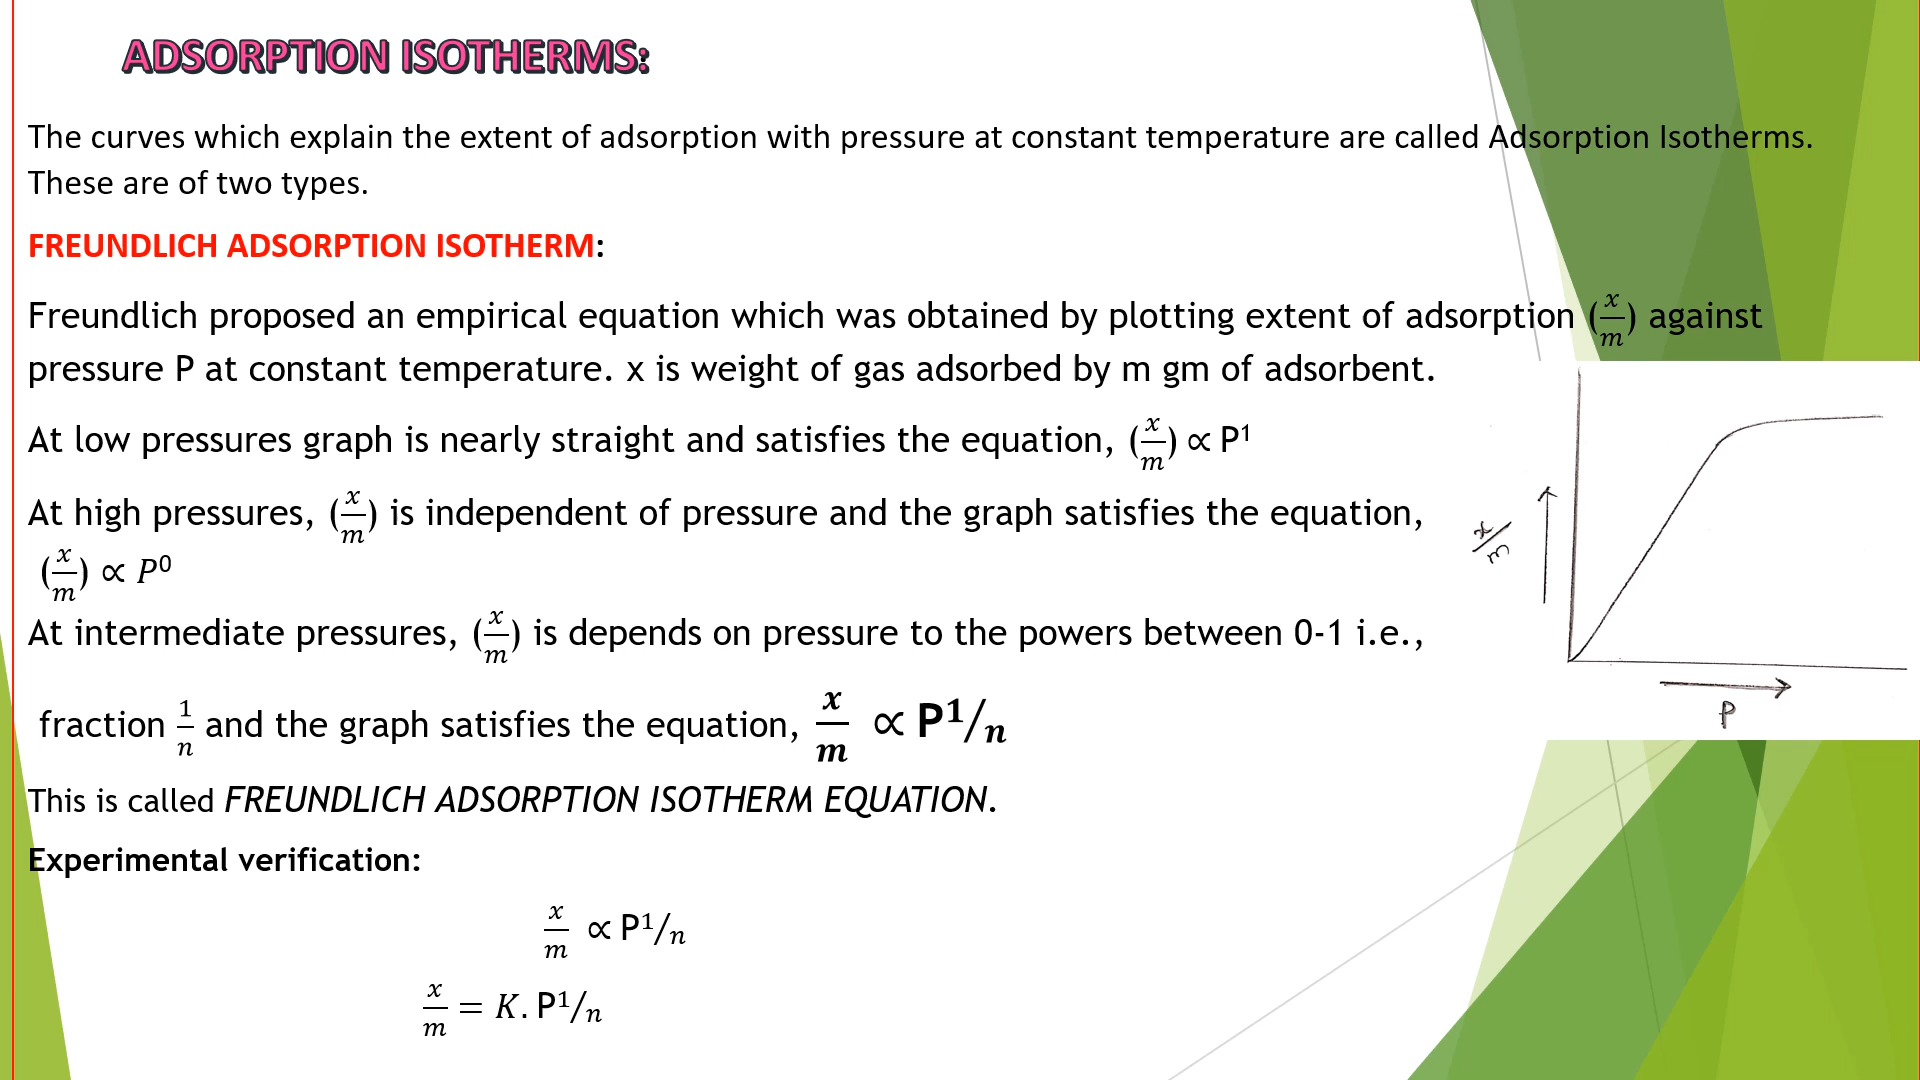 ADSORPTION ISOTHERMS:
The curves which explain the extent of adsorption with pressure at constant temperature are called Adsorption Isotherms.
These are of two types.
FREUNDLICH ADSORPTION ISOTHERM:
Freundlich proposed an empirical equation which was obtained by plotting extent of adsorption (x/m) against
pressure P at constant temperature. x is weight of gas adsorbed by m gm of adsorbent.
At low pressures graph is nearly straight and satisfies the equation, (x/m) ∝ P¹
At high pressures, (x/m) is independent of pressure and the graph satisfies the equation,
(x/m) ∝ P⁰
At intermediate pressures, (x/m) is depends on pressure to the powers between 0-1 i.e.,
fraction 1/n and the graph satisfies the equation, x/m ∝ P^1/n
This is called FREUNDLICH ADSORPTION ISOTHERM EQUATION.
Experimental verification:
x/m ∝ P^1/n
x/m = K. P^1/n
x/m
P